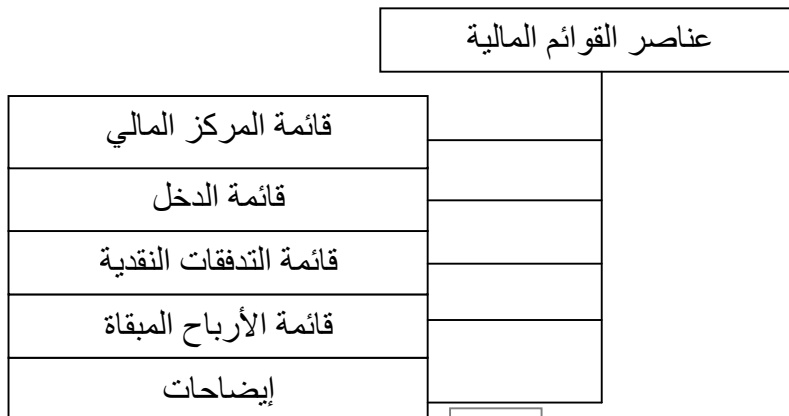 عناصر القوائم المالية
قائمة المركز المالي
قائمة الدخل
قائمة التدفقات النقدية
قائمة الأرباح المبقاة
إيضاحات